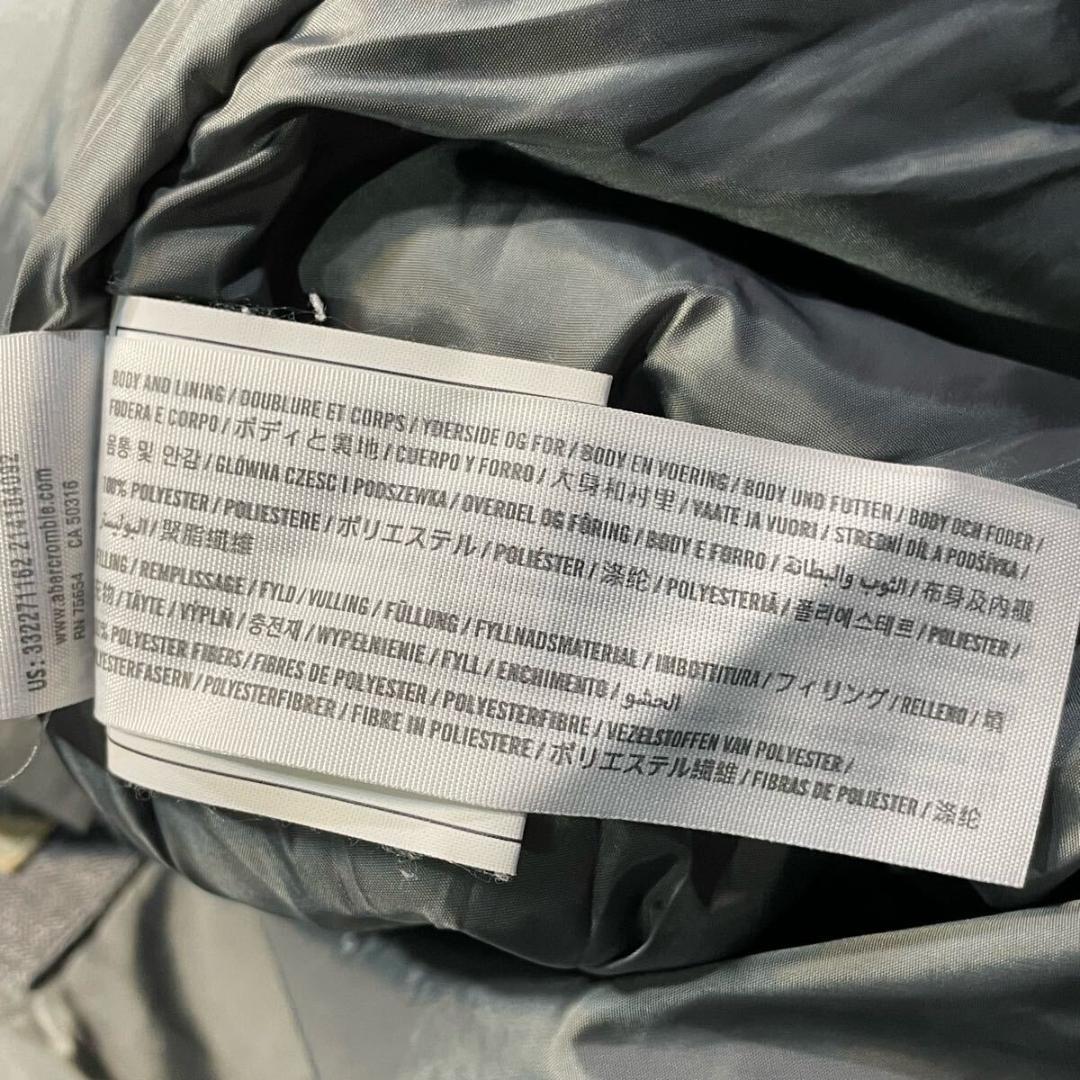 US: 332271162 214184092
www.abercrombie.com
RN 75654 CA 50316
BODY AND LINING / DOUBLURE ET CORPS / YDERSIDE OG FOR / BODY EN VOERING / BODY UND FUTTER / BODY OCH FODER /
FODERA E CORPO / ボディと裏地 / CUERPO Y FORRO / 大身和衬里 / VAATE JA VUORI / STREDNÍ DÍL A PODŠÍVKA /
몸통 및 안감 / GLÓWNA CZESC I PODSZEWKA / OVERDEL OG FÔRING / BODY E FORRO / الثوب والبطانة / 布身及內襯
100% POLYESTER / POLIESTERE / ポリエステル / POLIÉSTER / 涤纶 / POLYESTERIÄ / 폴리에스테르 / POLIESTER /
البوليستر / 聚脂纖維
FILLING / REMPLISSAGE / FYLD / VULLING / FÜLLUNG / FYLLNADSMATERIAL / IMBOTTITURA / フィリング / RELLENO / 填
充物 / TÄYTE / VÝPLŇ / 충전재 / WYPEŁNIENIE / FYLL / ENCHIMENTO / الحشو
POLYESTER FIBERS / FIBRES DE POLYESTER / POLYESTERFIBRE / VEZELSTOFFEN VAN POLYESTER /
POLYESTERFASERN / POLYESTERFIBRER / FIBRE IN POLIESTERE / ポリエステル繊維 / FIBRAS DE POLIÉSTER / 涤纶